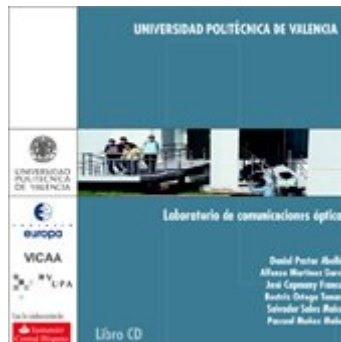 UNIVERSIDAD POLITÉCNICA DE VALENCIA
UNIVERSIDAD
POLITECNICA
DE VALENCIA
europa
VICAA
Laboratorio de comunicaciones óptica
Daniel Pastor
Alfonso Martínez
José Capmany
Beatriz Ortega
Salvador Sales
Pascual Muñoz
Santander
Central Hispano
Libro CD